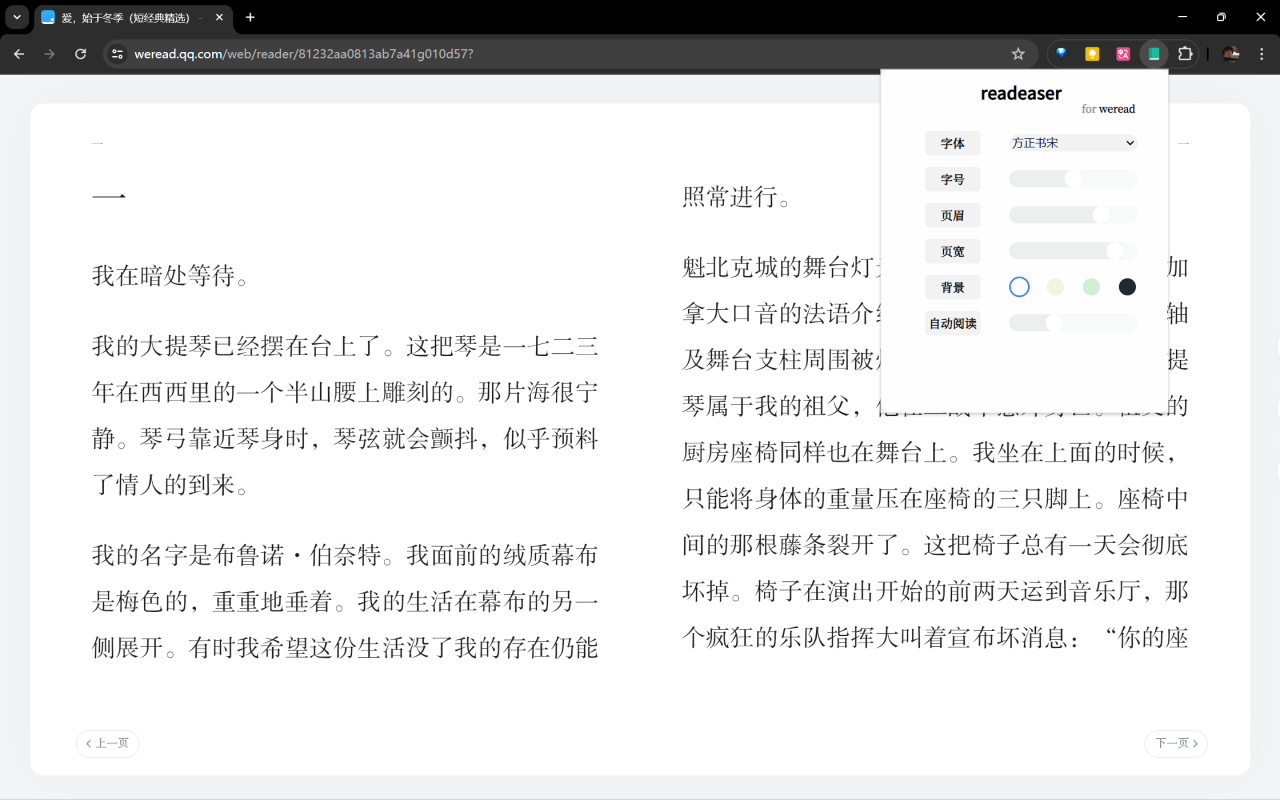 爱，始于冬季（短经典精选） -
weread.qq.com/web/reader/81232aa0813ab7a41g010d57?
readeaser
for weread
字体
方正书宋
字号
页眉
页宽
背景
自动阅读
一
一
我在暗处等待。
我的大提琴已经摆在台上了。这把琴是一七二三
年在西西里的一个半山腰上雕刻的。那片海很宁
静。琴弓靠近琴身时，琴弦就会颤抖，似乎预料
了情人的到来。
我的名字是布鲁诺·伯奈特。我面前的绒质幕布
是梅色的，重重地垂着。我的生活在幕布的另一
侧展开。有时我希望这份生活没了我的存在仍能
一
照常进行。
魁北克城的舞台灯 加
拿大口音的法语介 轴
及舞台支柱周围被 提
琴属于我的祖父， 的
厨房座椅同样也在舞台上。我坐在上面的时候，
只能将身体的重量压在座椅的三只脚上。座椅中
间的那根藤条裂开了。这把椅子总有一天会彻底
坏掉。椅子在演出开始的前两天运到音乐厅，那
个疯狂的乐队指挥大叫着宣布坏消息：“你的座
上一页
下一页